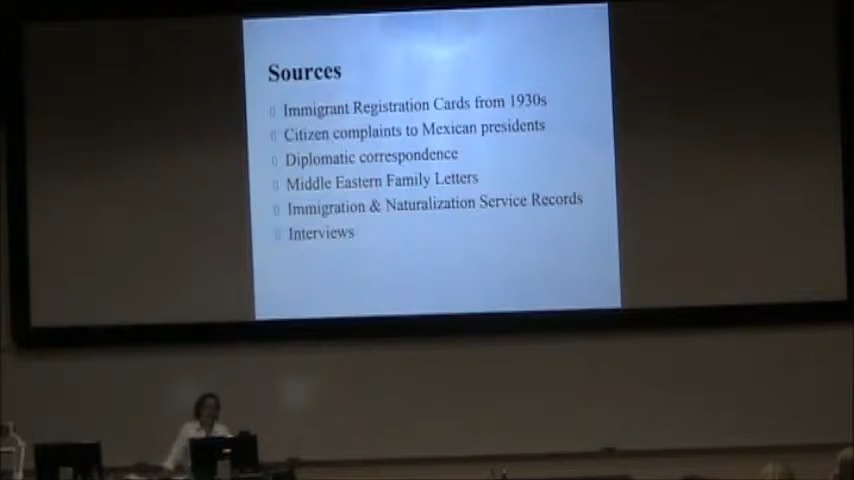 Sources
Immigrant Registration Cards from 1930s
Citizen complaints to Mexican presidents
Diplomatic correspondence
Middle Eastern Family Letters
Immigration & Naturalization Service Records
Interviews